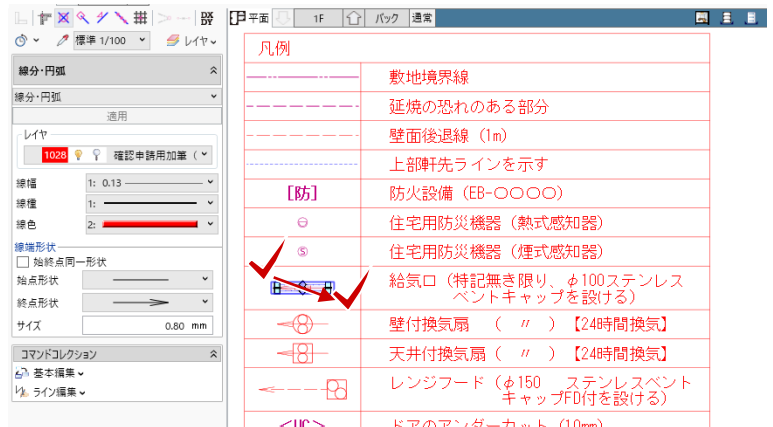 平面
1F
バック
通常
標準 1/100
レイヤ
線分・円弧
線分・円弧
適用
レイヤ
1028
確認申請用加筆（
線幅
1: 0.13
線種
1:
線色
2:
線端形状
始終点同一形状
始点形状
終点形状
サイズ
0.80 mm
コマンドコレクション
基本編集
ライン編集
凡例
敷地境界線
延焼の恐れのある部分
壁面後退線（1m）
上部軒先ラインを示す
[防]
防火設備（EB-〇〇〇〇）
住宅用防災機器（熱式感知器）
S
住宅用防災機器（煙式感知器）
給気口（特記無き限り、φ100ステンレス
ベントキャップを設ける）
壁付換気扇　（　〃　）【24時間換気】
天井付換気扇（　〃　）【24時間換気】
レンジフード（φ150　ステンレスベント
キャップFD付を設ける）
<UC>
ドアのアンダーカット（10mm）